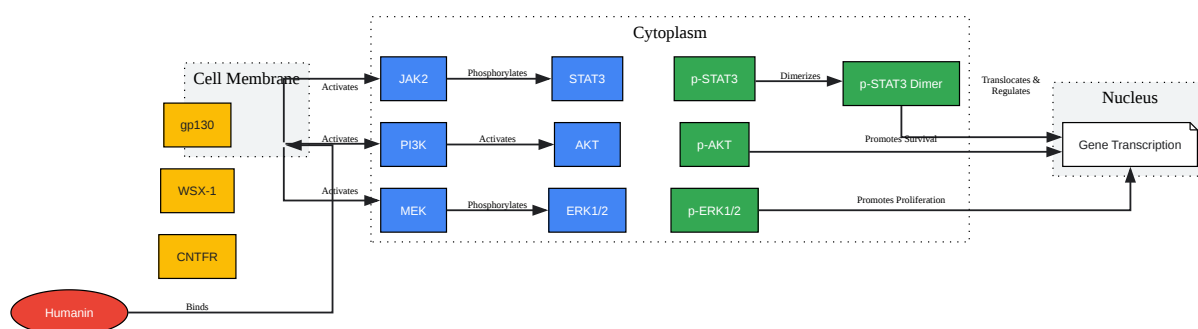 Cytoplasm
Cell Membrane
JAK2
Phosphorylates
STAT3
p-STAT3
Dimerizes
p-STAT3 Dimer
Translocates &
Regulates
Activates
Nucleus
gp130
Activates
PI3K
Activates
AKT
p-AKT
Promotes Survival
Gene Transcription
WSX-1
Activates
MEK
Phosphorylates
ERK1/2
p-ERK1/2
Promotes Proliferation
CNTFR
Humanin
Binds